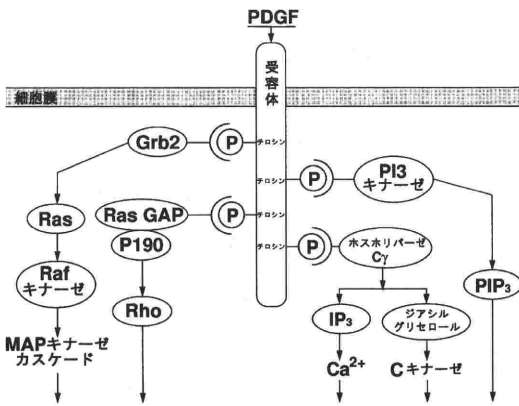 PDGF
受容体
細胞膜
Grb2
P
チロシン
チロシン
P
PI3
キナーゼ
Ras
Ras GAP
P
チロシン
P190
チロシン
P
ホスホリパーゼ
Cγ
Raf
キナーゼ
Rho
PIP₃
IP₃
ジアシル
グリセロール
MAPキナーゼ
カスケード
Ca²⁺
Cキナーゼ